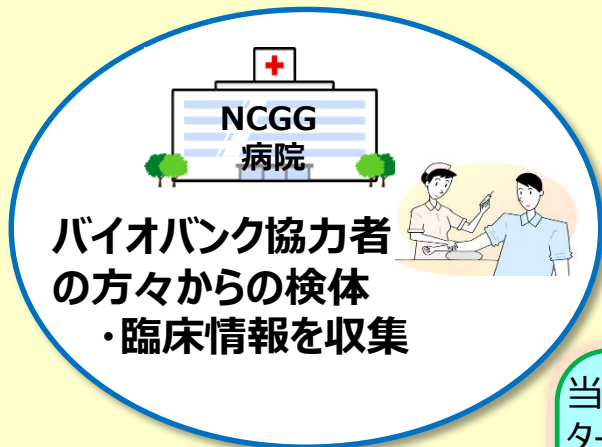 NCGG
病院
バイオバンク協力者
の方々からの検体
・臨床情報を収集
当
ター